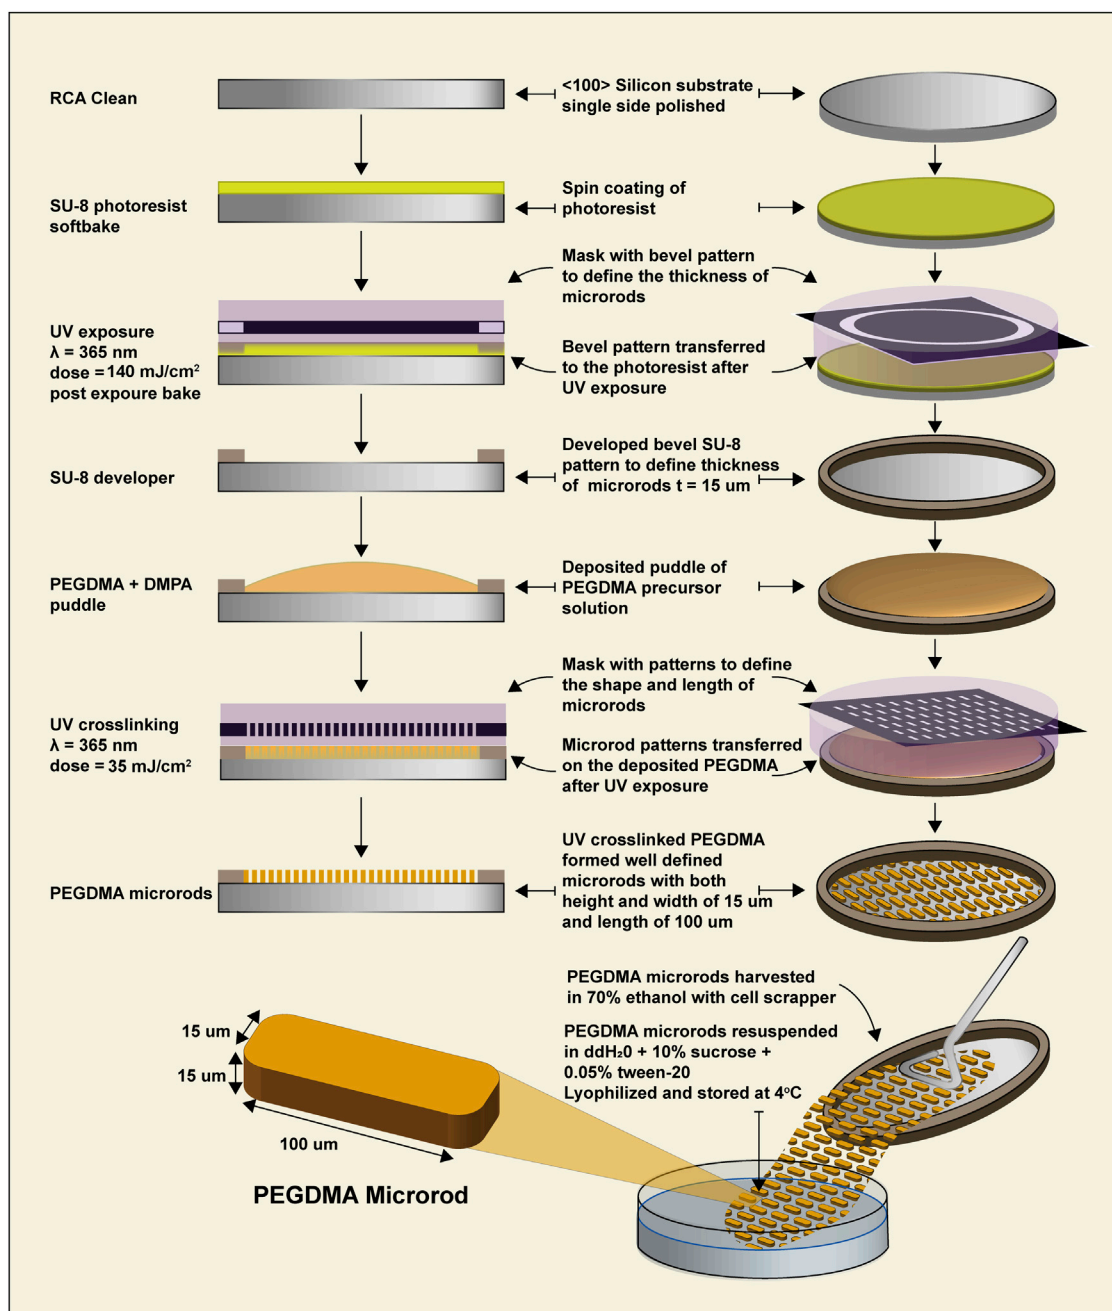 RCA Clean
<100> Silicon substrate
single side polished
SU-8 photoresist
softbake
Spin coating of
photoresist
Mask with bevel pattern
to define the thickness of
microrods
UV exposure
λ = 365 nm
dose = 140 mJ/cm²
post expoure bake
Bevel pattern transferred
to the photoresist after
UV exposure
SU-8 developer
Developed bevel SU-8
pattern to define thickness
of microrods t = 15 um
PEGDMA + DMPA
puddle
Deposited puddle of
PEGDMA precursor
solution
Mask with patterns to define
the shape and length of
microrods
UV crosslinking
λ = 365 nm
dose = 35 mJ/cm²
Microrod patterns transferred
on the deposited PEGDMA
after UV exposure
PEGDMA microrods
UV crosslinked PEGDMA
formed well defined
microrods with both
height and width of 15 um
and length of 100 um
PEGDMA microrods harvested
in 70% ethanol with cell scrapper
PEGDMA microrods resuspended
in ddH₂0 + 10% sucrose +
0.05% tween-20
Lyophilized and stored at 4ºC
15 um
15 um
100 um
PEGDMA Microrod